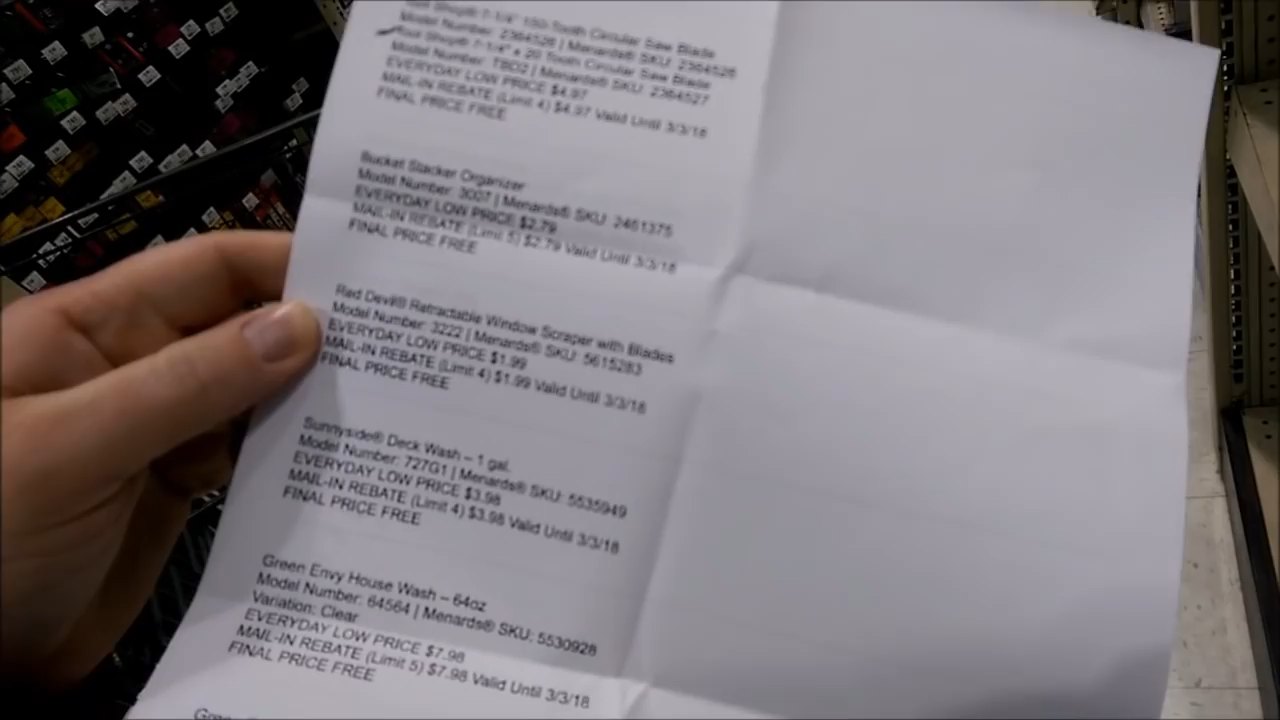 Shop® 7-1/4" 150-Tooth Circular Saw Blade
Model Number: 2364526 | Menards® SKU: 2364526
Tool Shop® 7-1/4" x 20 Tooth Circular Saw Blade
Model Number: TBO2 | Menards® SKU: 2364527
EVERYDAY LOW PRICE $4.97
MAIL-IN REBATE (Limit 4) $4.97 Valid Until 3/3/18
FINAL PRICE FREE
Bucket Stacker Organizer
Model Number: 3007 | Menards® SKU: 2461375
EVERYDAY LOW PRICE $2.79
MAIL-IN REBATE (Limit 5) $2.79 Valid Until 3/3/18
FINAL PRICE FREE
Red Devil® Retractable Window Scraper with Blades
Model Number: 3222 | Menards® SKU: 5615283
EVERYDAY LOW PRICE $1.99
MAIL-IN REBATE (Limit 4) $1.99 Valid Until 3/3/18
FINAL PRICE FREE
Sunnyside® Deck Wash – 1 gal.
Model Number: 727G1 | Menards® SKU: 5535949
EVERYDAY LOW PRICE $3.98
MAIL-IN REBATE (Limit 4) $3.98 Valid Until 3/3/18
FINAL PRICE FREE
Green Envy House Wash – 64oz
Model Number: 64564 | Menards® SKU: 5530928
Variation: Clear
EVERYDAY LOW PRICE $7.98
MAIL-IN REBATE (Limit 5) $7.98 Valid Until 3/3/18
FINAL PRICE FREE